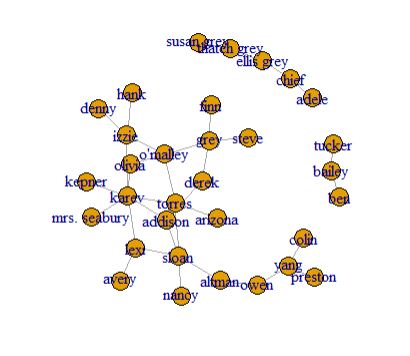 susan grey
thatch grey
ellis grey
chief
adele
hank
denny
finn
izzie
grey
steve
o'malley
tucker
olivia
bailey
kepner
derek
karev
ben
torres
mrs. seabury
addison
arizona
colin
lexi
sloan
yang
avery
altman
owen
preston
nancy